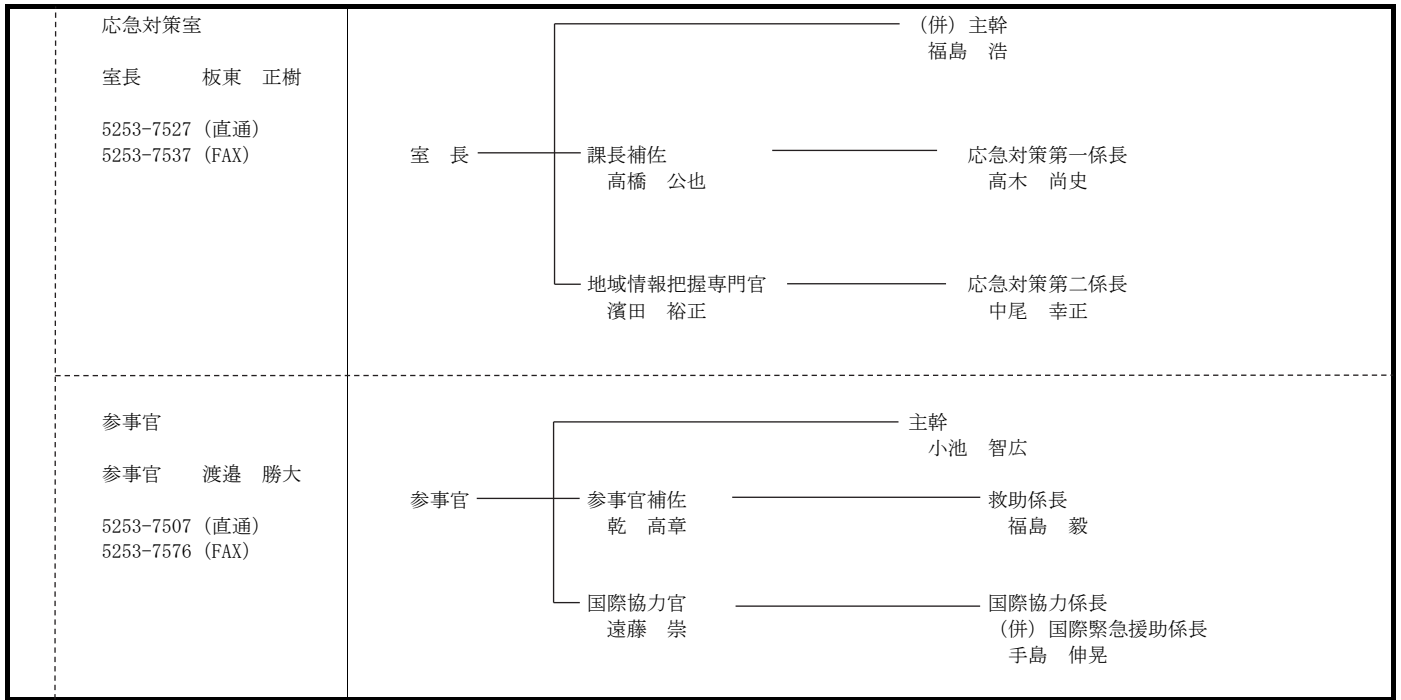 応急対策室
室長　　　板東　正樹
5253-7527（直通）
5253-7537（FAX）
室　長
（併）主幹
福島　浩
課長補佐
高橋　公也
応急対策第一係長
高木　尚史
地域情報把握専門官
濱田　裕正
応急対策第二係長
中尾　幸正
参事官
参事官　　渡邉　勝大
5253-7507（直通）
5253-7576（FAX）
参事官
主幹
小池　智広
参事官補佐
乾　高章
救助係長
福島　毅
国際協力官
遠藤　崇
国際協力係長
（併）国際緊急援助係長
手島　伸晃